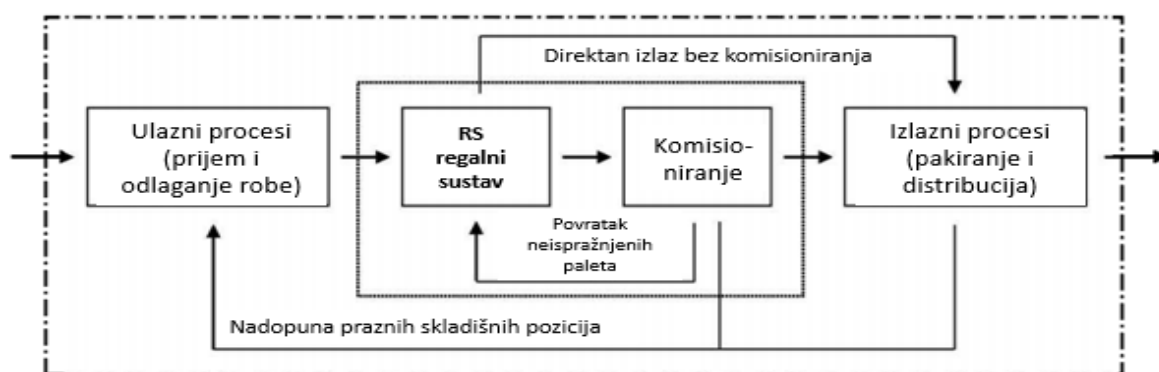 Direktan izlaz bez komisioniranja
Ulazni procesi
(prijem i
odlaganje robe)
RS
regalni
sustav
Komisio-
niranje
Izlazni procesi
(pakiranje i
distribucija)
Povratak
neispražnjenih
paleta
Nadopuna praznih skladišnih pozicija